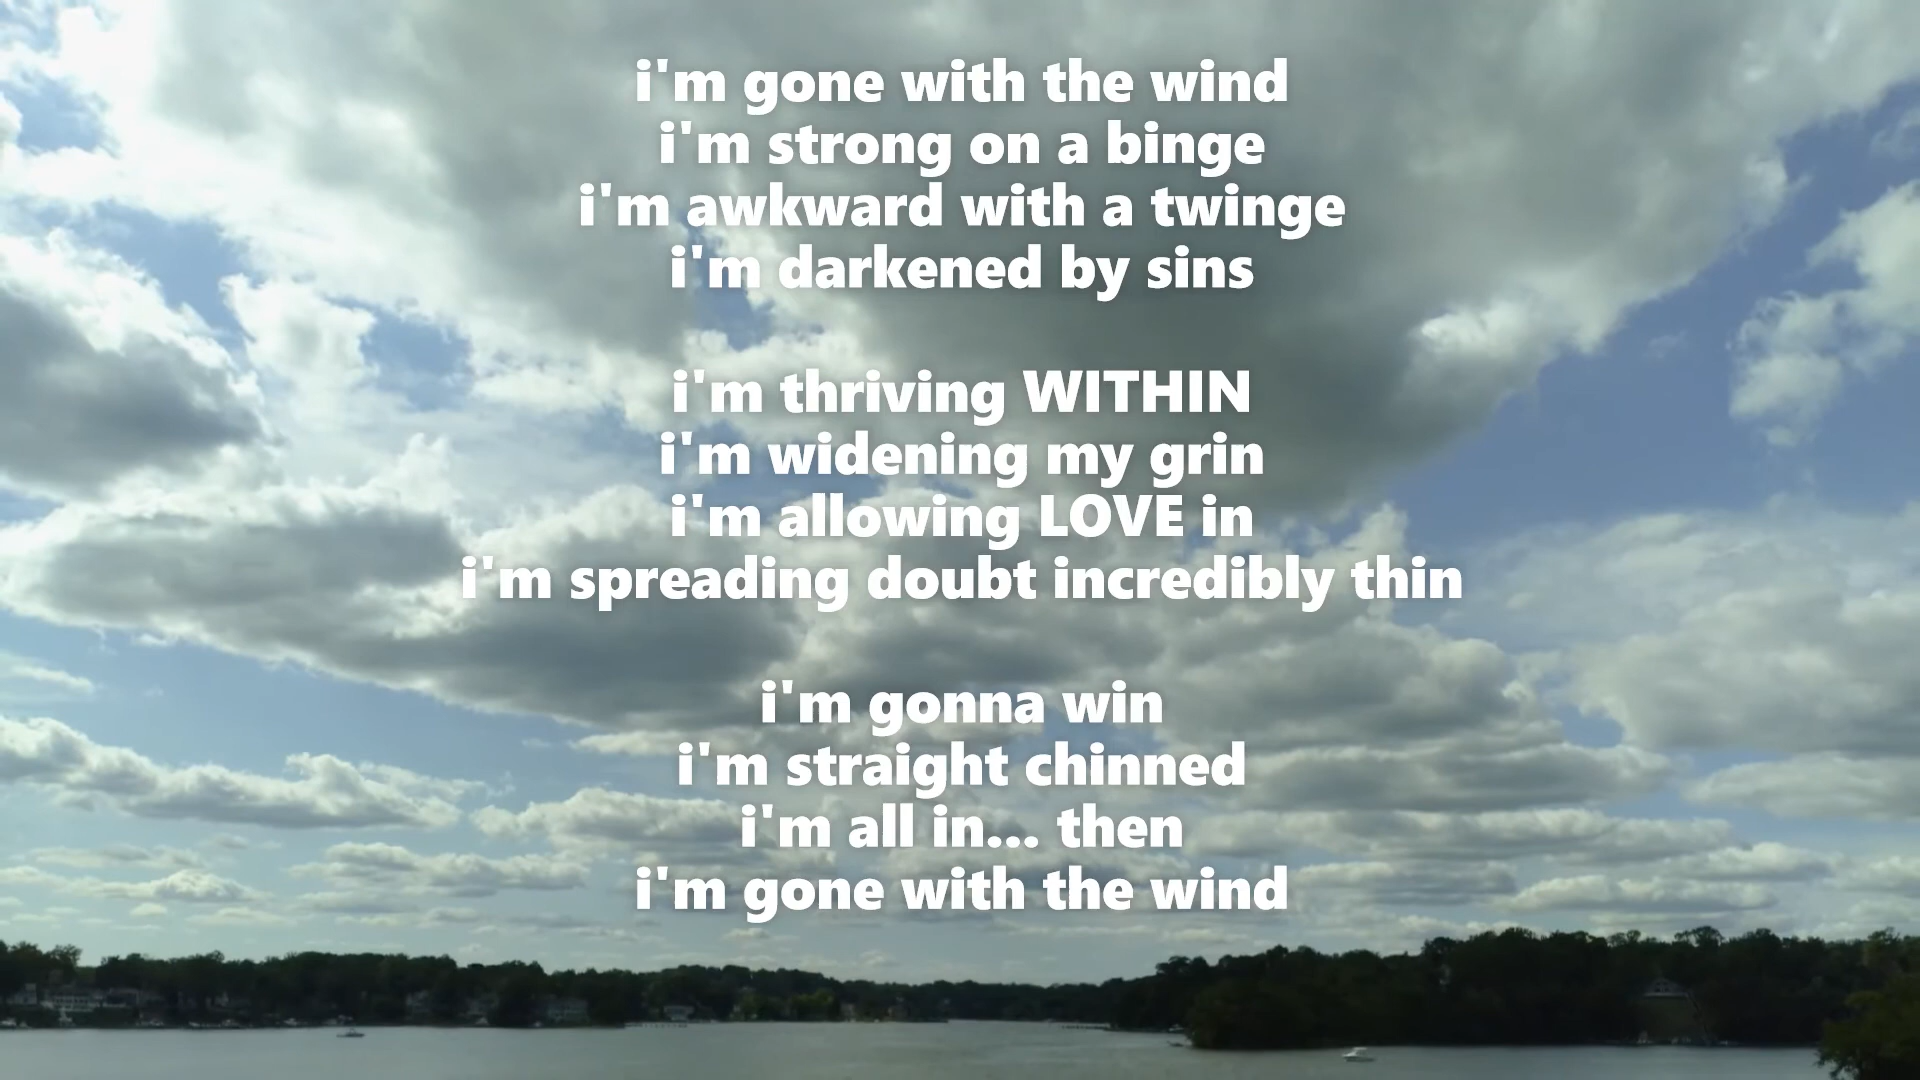 i'm gone with the wind
i'm strong on a binge
i'm awkward with a twinge
i'm darkened by sins
i'm thriving WITHIN
i'm widening my grin
i'm allowing LOVE in
i'm spreading doubt incredibly thin
i'm gonna win
i'm straight chinned
i'm all in... then
i'm gone with the wind